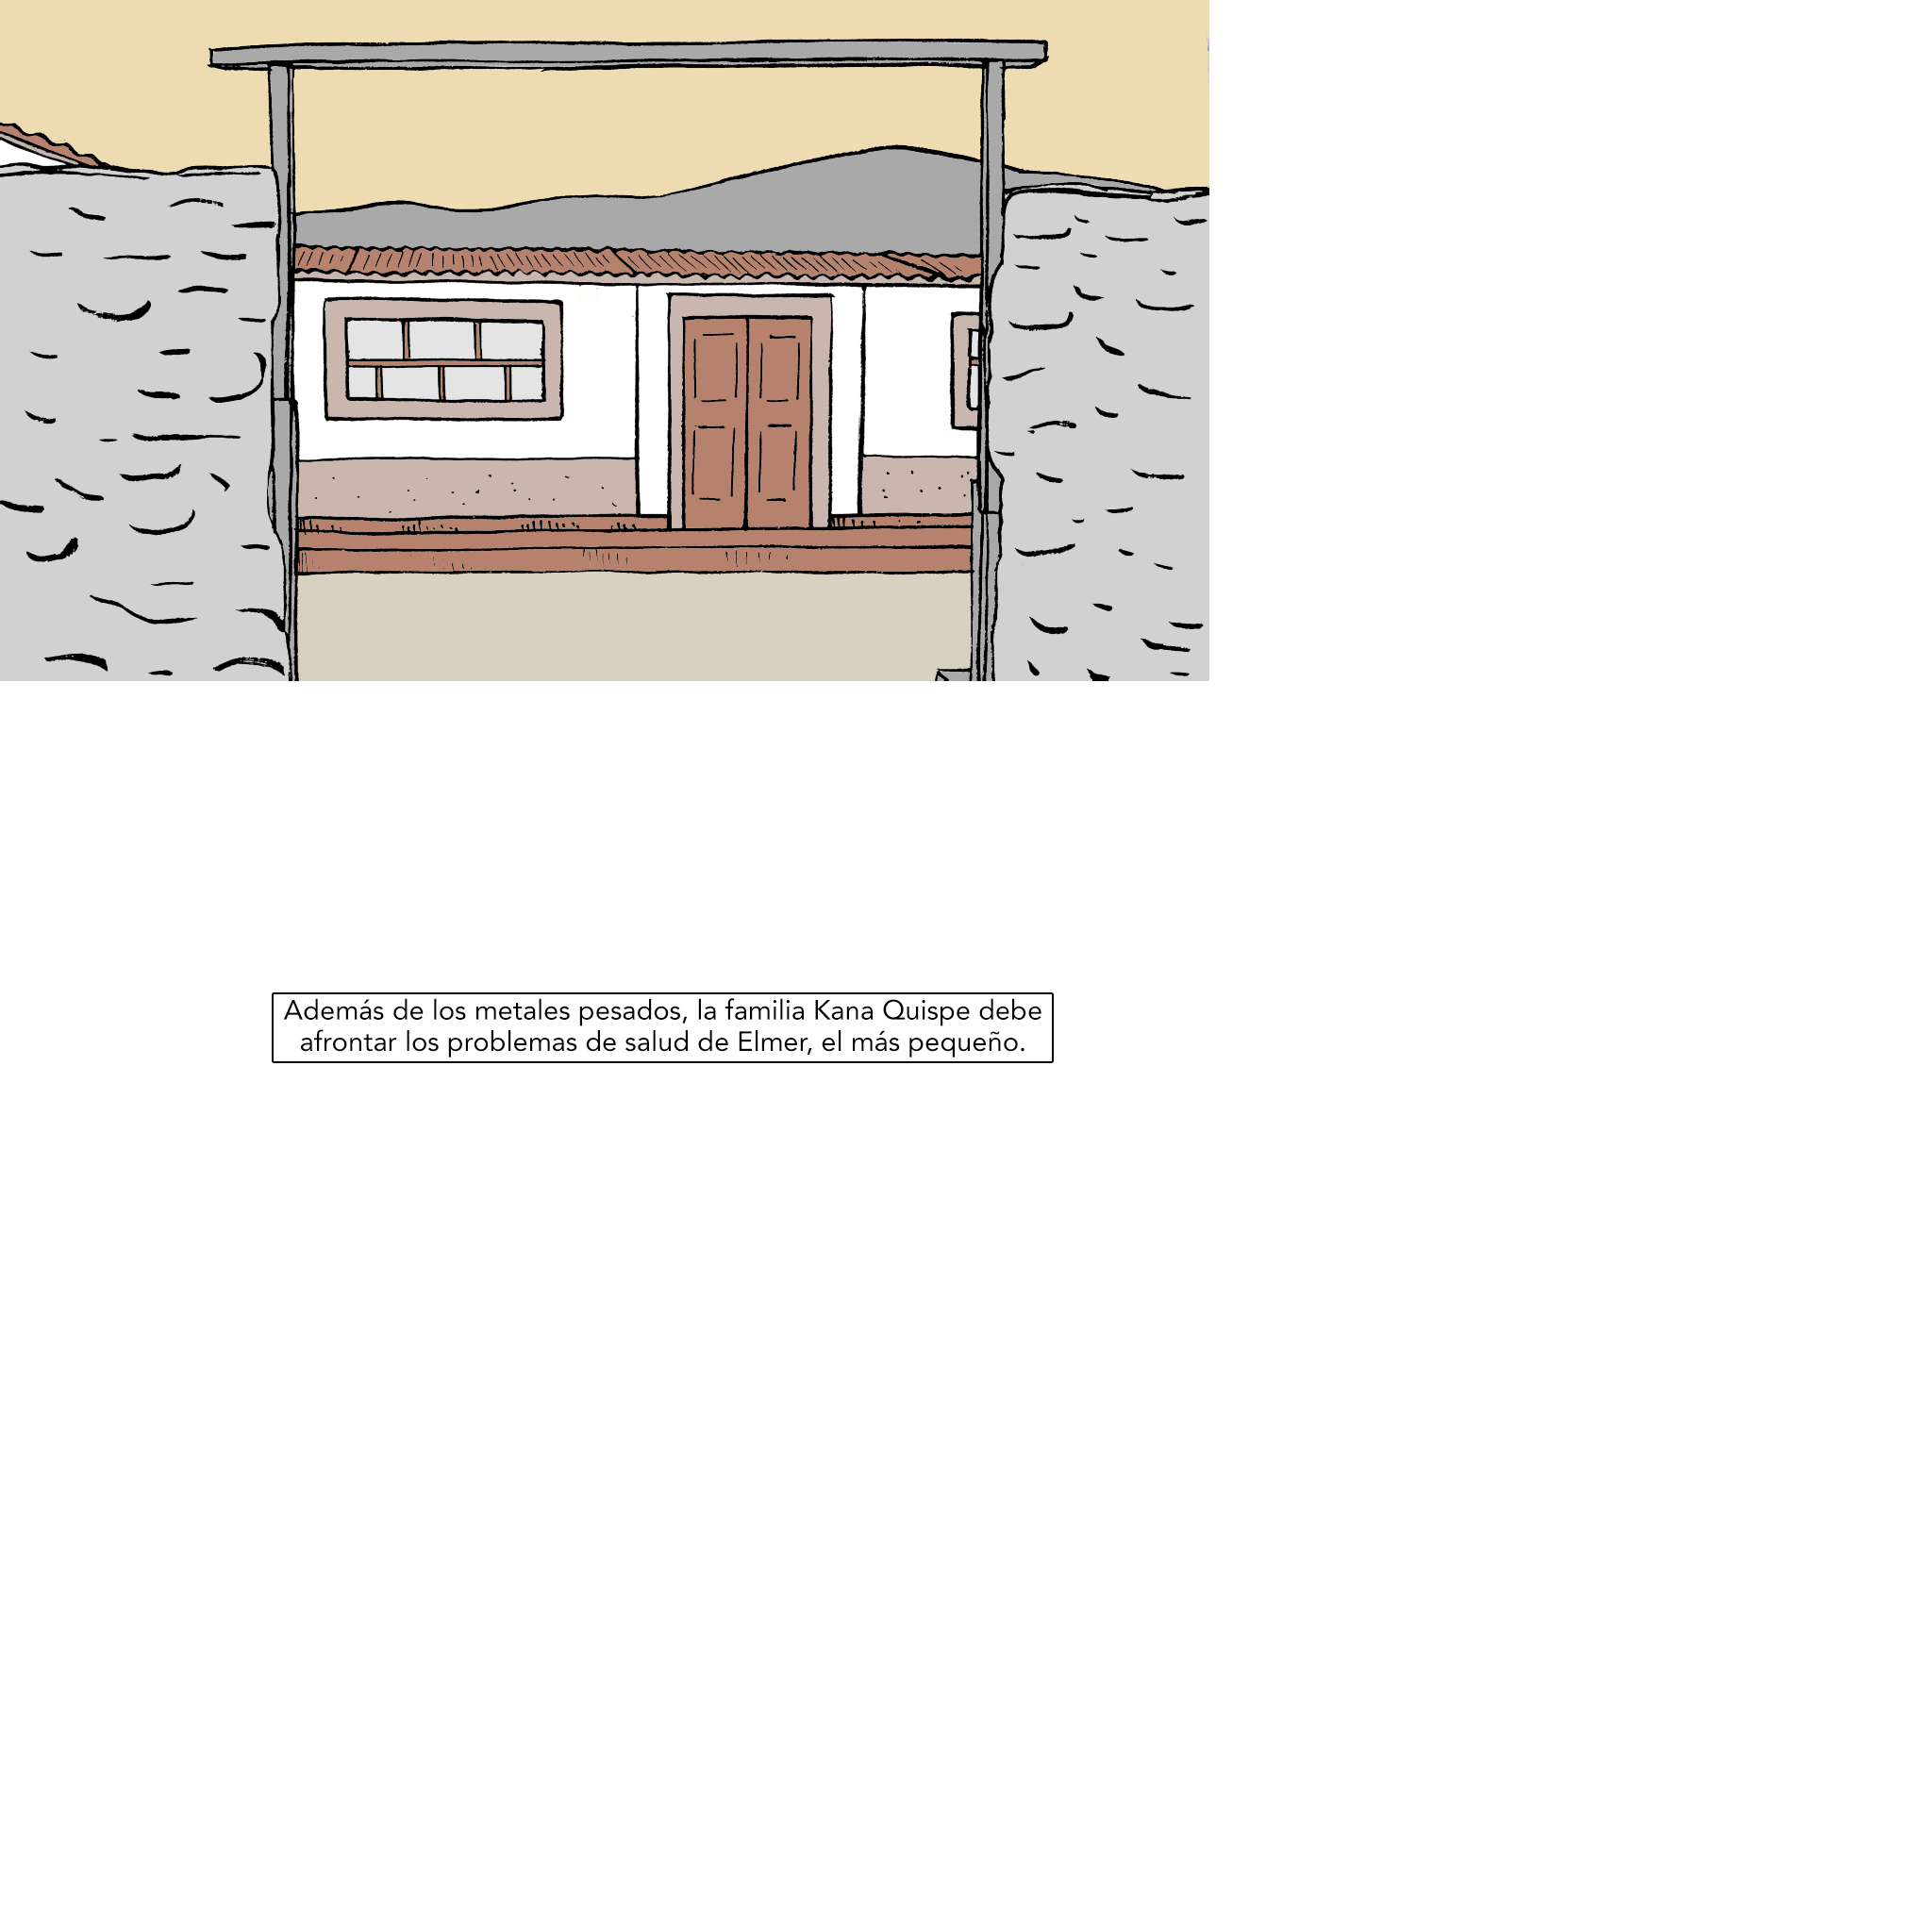 Además de los metales pesados, la familia Kana Quispe debe
afrontar los problemas de salud de Elmer, el más pequeño.